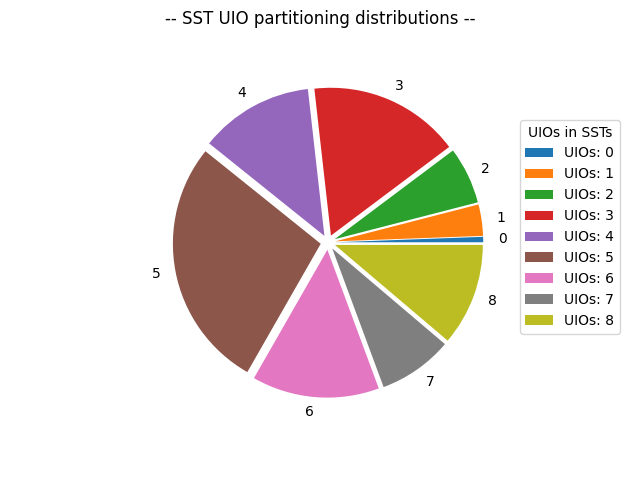 -- SST UIO partitioning distributions --
4
3
2
1
0
5
6
7
8
UIOs in SSTs
UIOs: 0
UIOs: 1
UIOs: 2
UIOs: 3
UIOs: 4
UIOs: 5
UIOs: 6
UIOs: 7
UIOs: 8